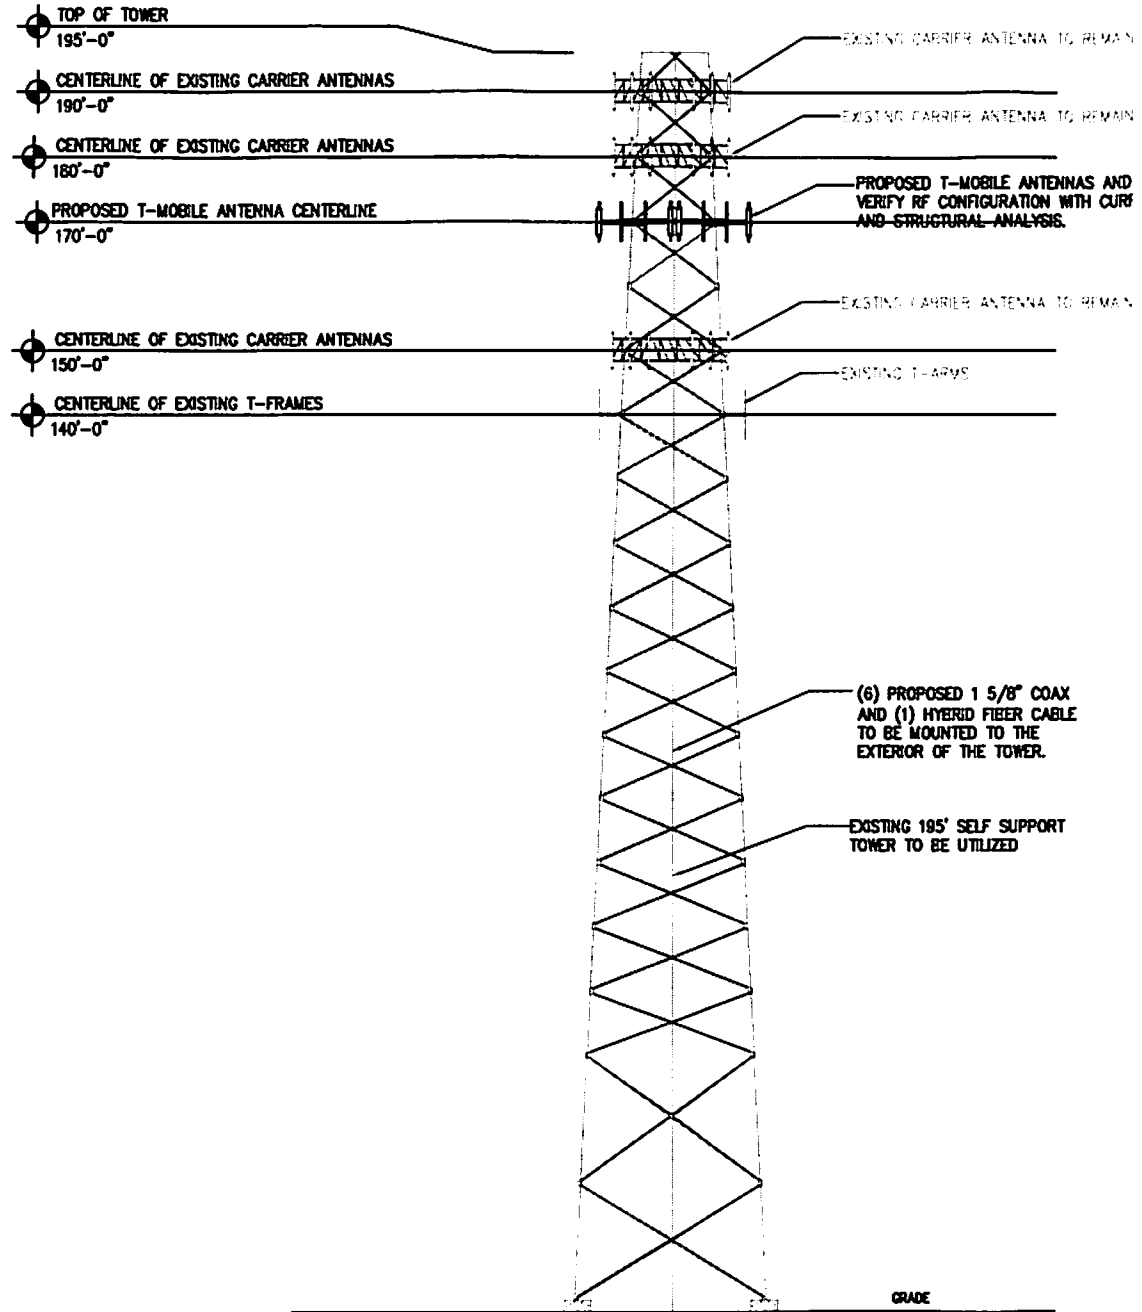 TOP OF TOWER
195'-0"
EXISTING CARRIER ANTENNA TO REMAIN
CENTERLINE OF EXISTING CARRIER ANTENNAS
190'-0"
EXISTING CARRIER ANTENNA TO REMAIN
CENTERLINE OF EXISTING CARRIER ANTENNAS
180'-0"
PROPOSED T-MOBILE ANTENNAS AND
VERIFY RF CONFIGURATION WITH
AND STRUCTURAL ANALYSIS.
PROPOSED T-MOBILE ANTENNA CENTERLINE
170'-0"
EXISTING CARRIER ANTENNA TO REMAIN
CENTERLINE OF EXISTING CARRIER ANTENNAS
150'-0"
EXISTING T-ARMS
CENTERLINE OF EXISTING T-FRAMES
140'-0"
(6) PROPOSED 1 5/8" COAX
AND (1) HYBRID FIBER CABLE
TO BE MOUNTED TO THE
EXTERIOR OF THE TOWER.
EXISTING 195' SELF SUPPORT
TOWER TO BE UTILIZED
GRADE